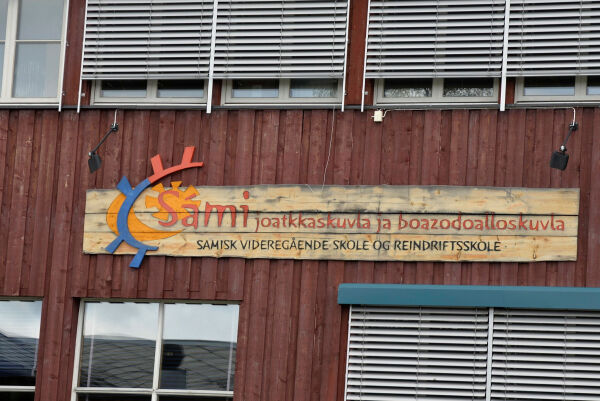 Sámi joatkkaskuvla ja boazodoalloskuvla
SAMISK VIDEREGÅENDE SKOLE OG REINDRIFTSSKOLE